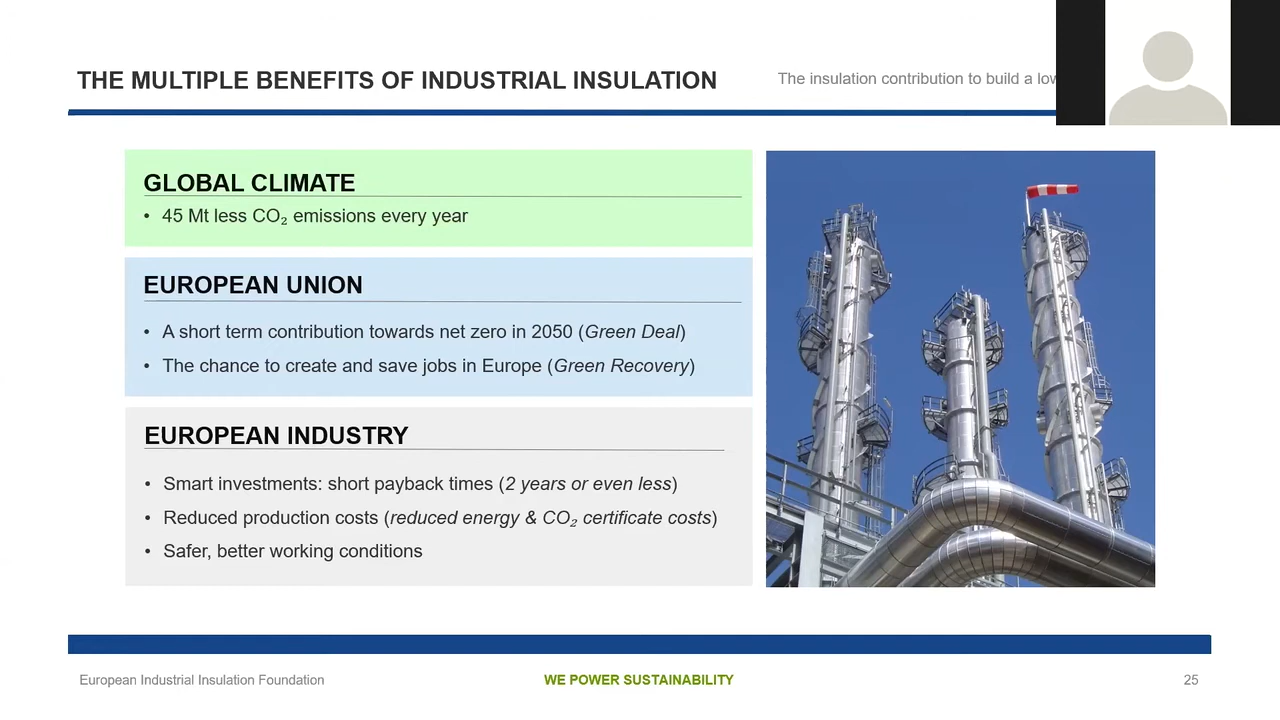 THE MULTIPLE BENEFITS OF INDUSTRIAL INSULATION
The insulation contribution to build a
GLOBAL CLIMATE
• 45 Mt less CO₂ emissions every year
EUROPEAN UNION
• A short term contribution towards net zero in 2050 (Green Deal)
• The chance to create and save jobs in Europe (Green Recovery)
EUROPEAN INDUSTRY
• Smart investments: short payback times (2 years or even less)
• Reduced production costs (reduced energy & CO₂ certificate costs)
• Safer, better working conditions
European Industrial Insulation Foundation
WE POWER SUSTAINABILITY
25